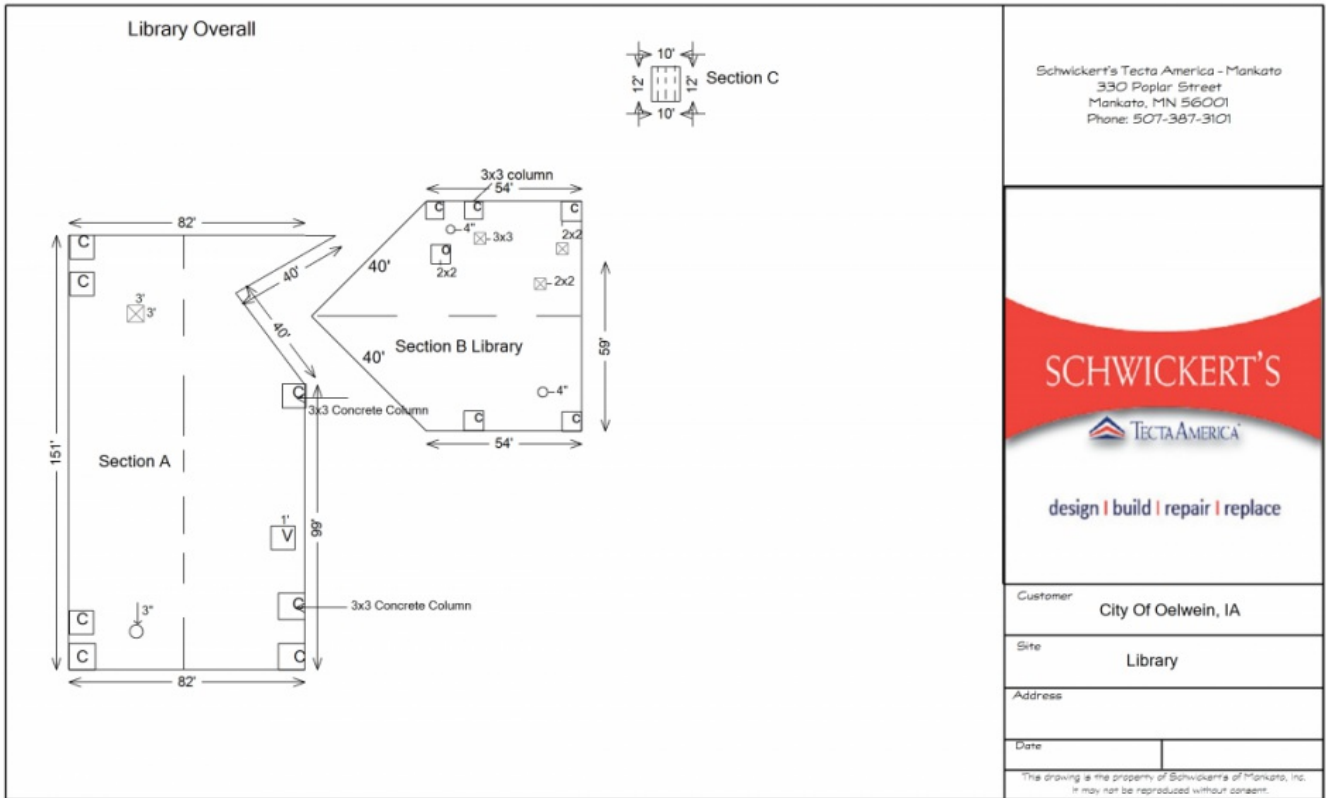 Library Overall
10'
12'
12'
10'
Section C
3x3 column
54'
C
C
C
4"
3x3
2x2
O
2x2
2x2
40'
40'
Section B Library
59'
4"
C
C
54'
82'
C
C
3'
3'
40'
40'
C
3x3 Concrete Column
151'
Section A
99'
1'
V
3"
C
C
3x3 Concrete Column
C
C
82'
Schwickert's Tecta America - Mankato
330 Poplar Street
Mankato, MN 56001
Phone: 507-387-3101
SCHWICKERT'S
TECTAAMERICA
design | build | repair | replace
Customer
City Of Oelwein, IA
Site
Library
Address
Date
This drawing is the property of Schwickert's of Mankato, Inc.
It may not be reproduced without consent.